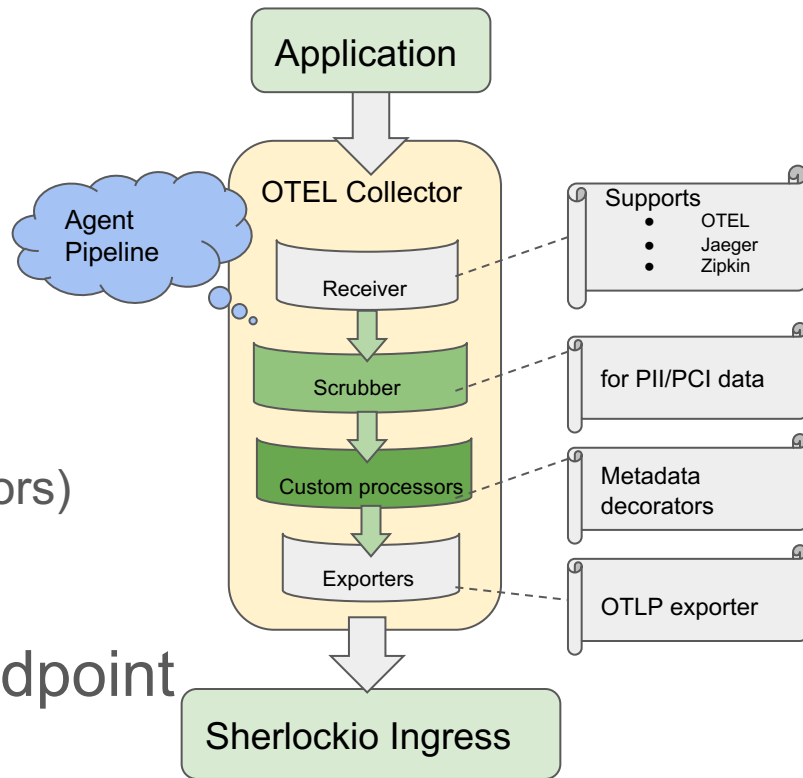 Application
OTEL Collector
Agent
Pipeline
Receiver
Scrubber
Custom processors
Exporters
Supports
● OTEL
● Jaeger
● Zipkin
for PII/PCI data
Metadata
decorators
OTLP exporter
ors)
dpoint
Sherlockio Ingress